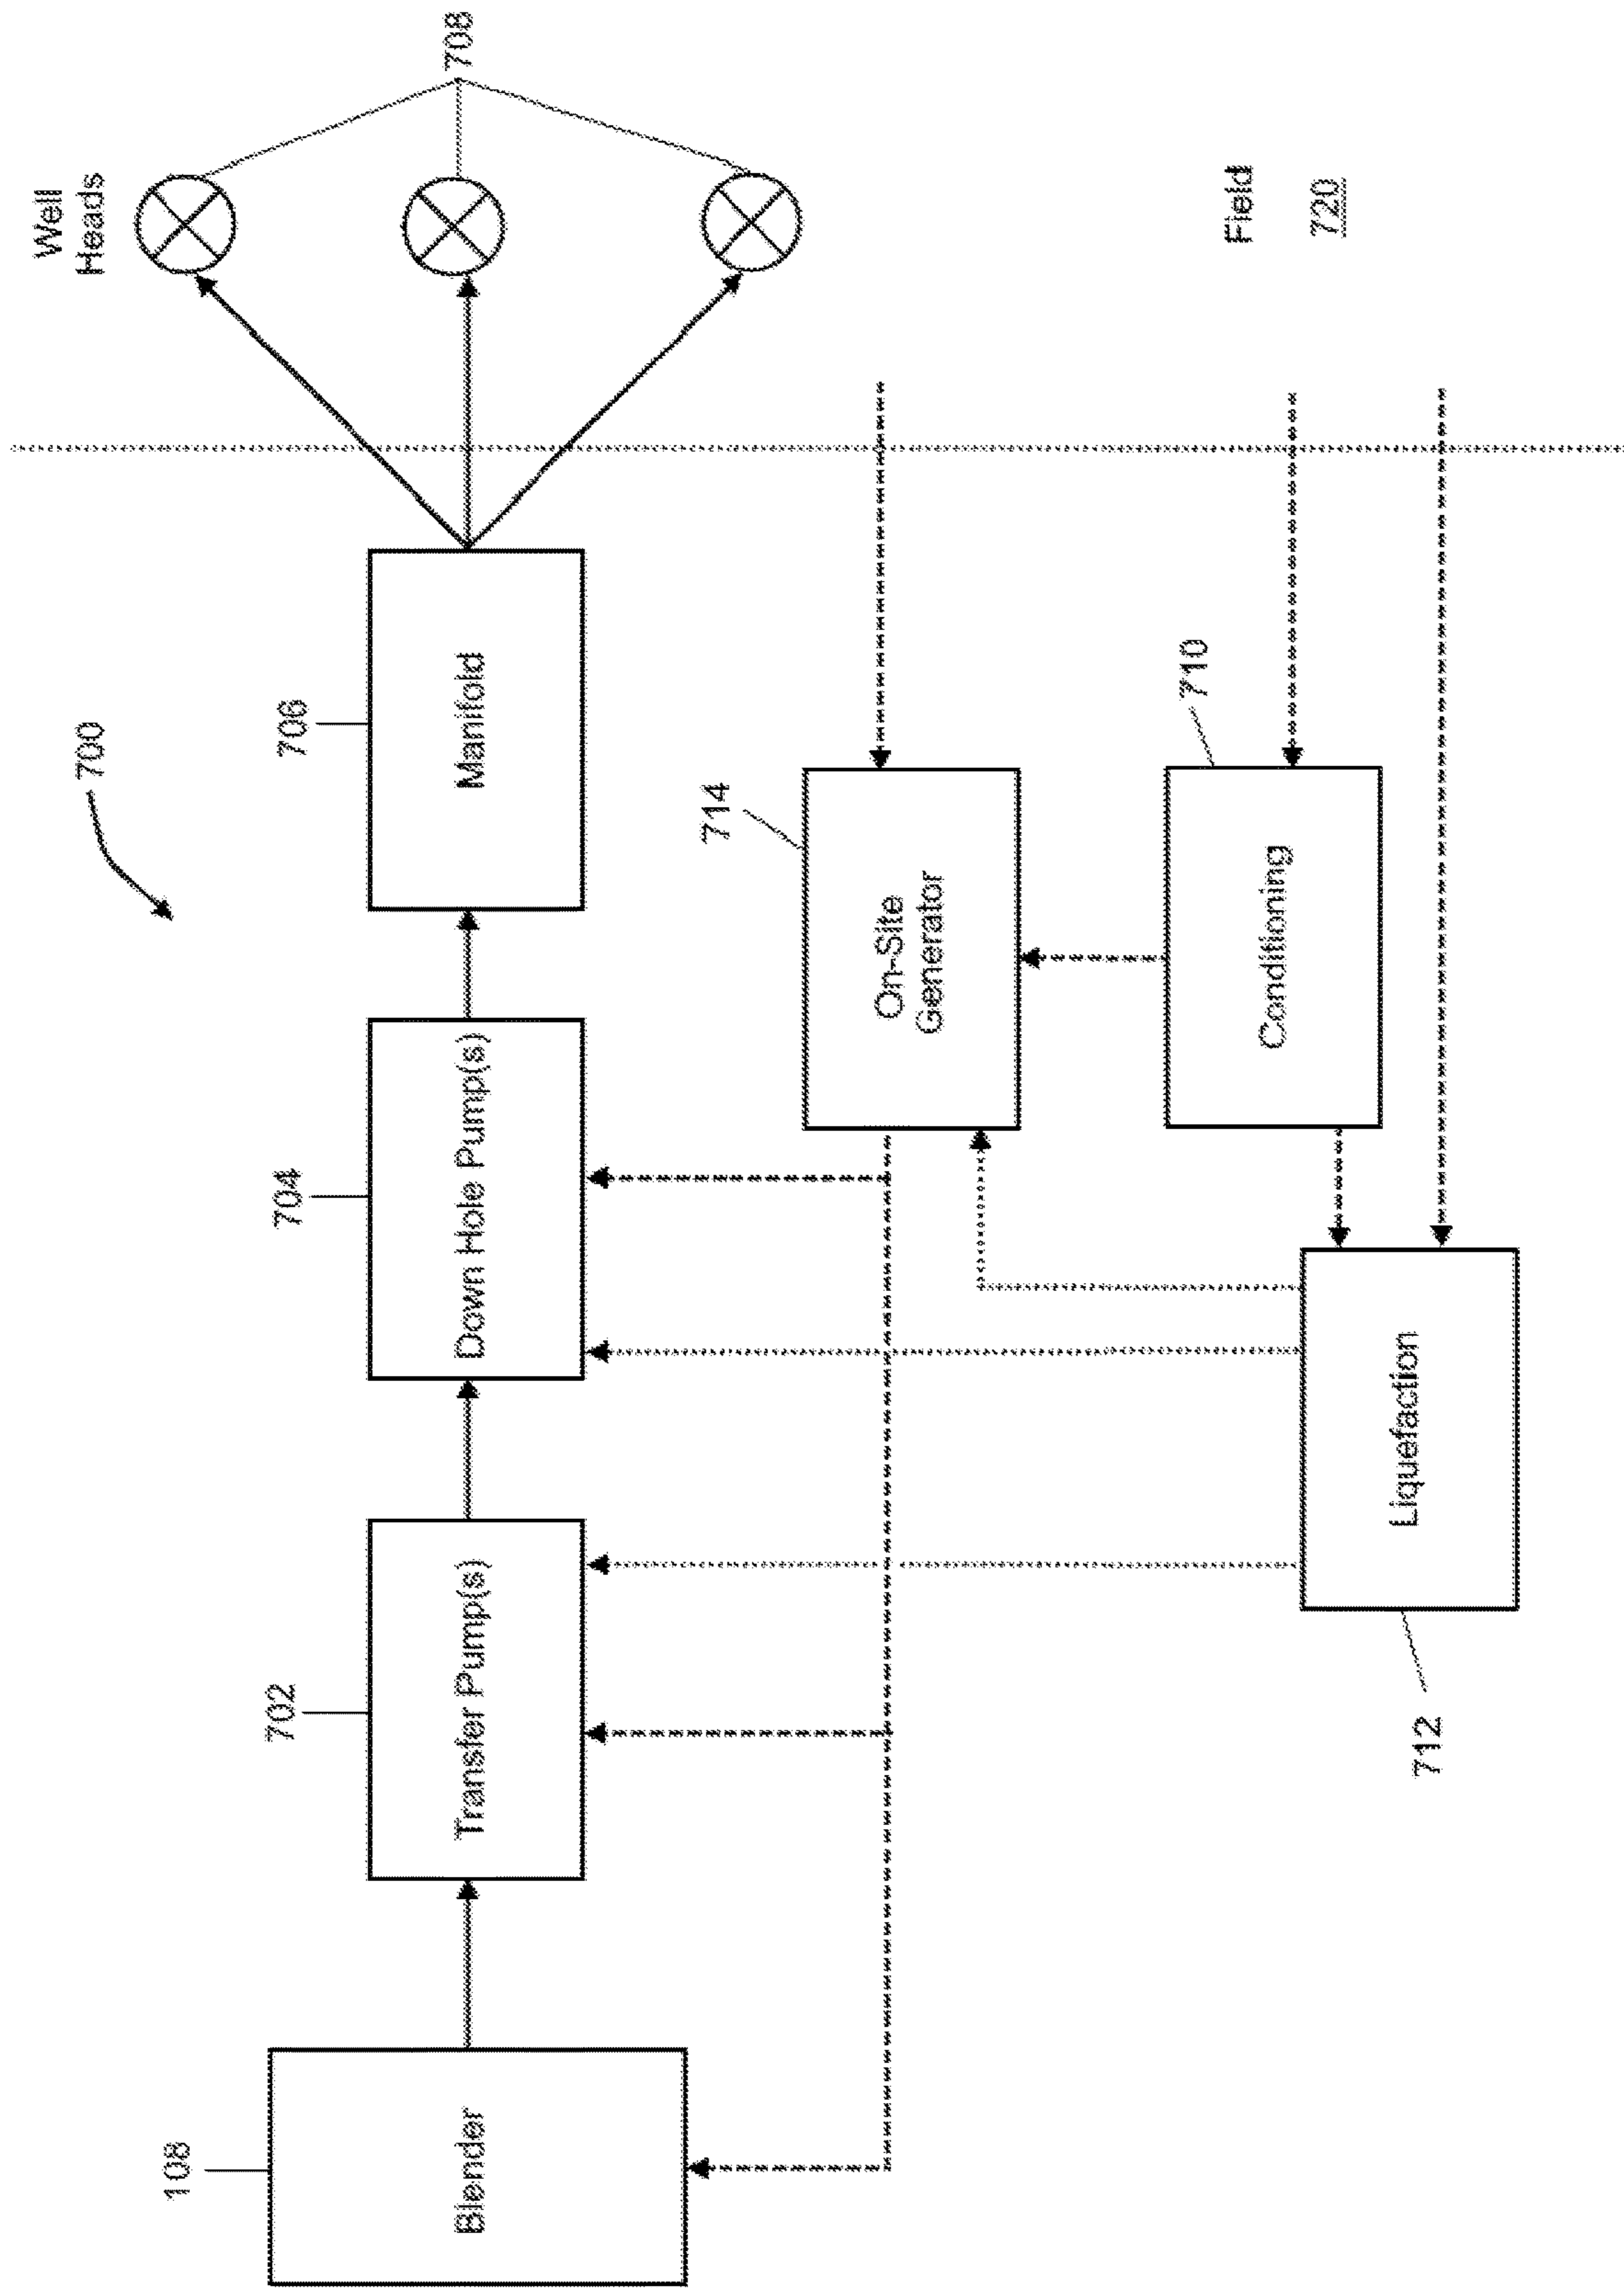 700
108
Blender
702
Transfer Pump(s)
704
Down Hole Pump(s)
706
Manifold
Well
Heads
708
714
On-Site
Generator
710
Conditioning
712
Liquefaction
Field
720